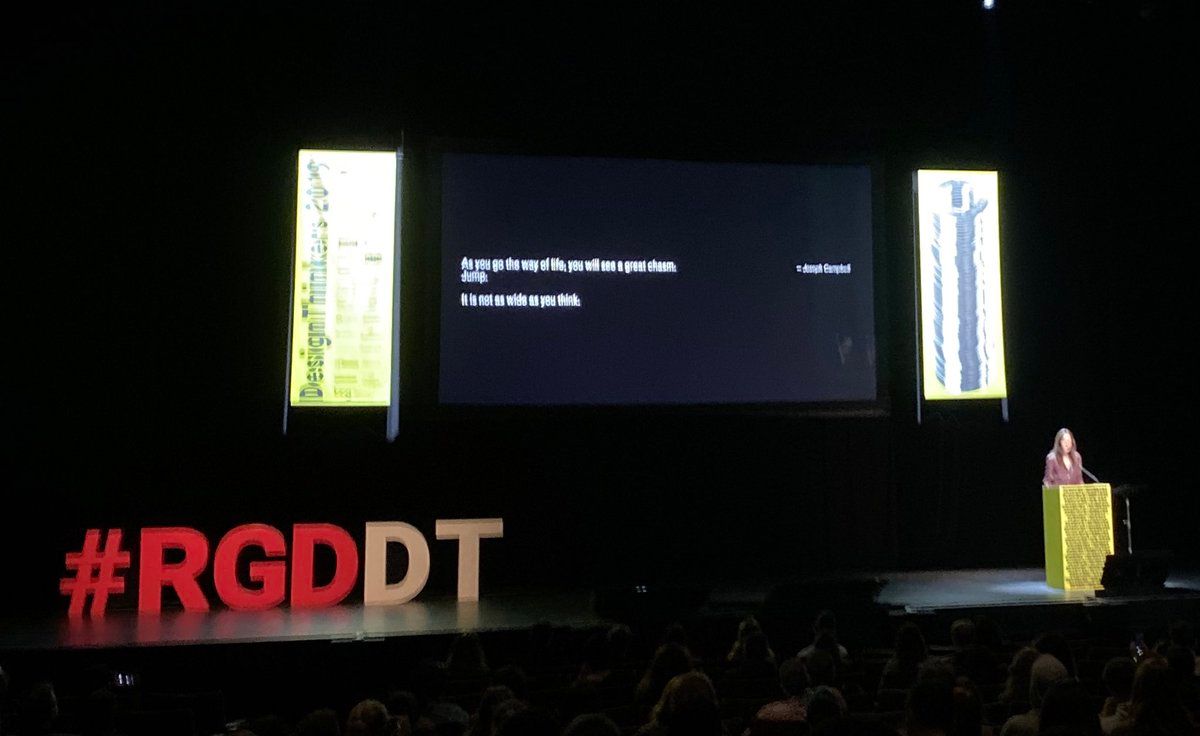 DesignThinkers 2019
As you go the way of life, you will see a great chasm.
Jump.
It is not as wide as you think.
— Joseph Campbell
#RGDDT